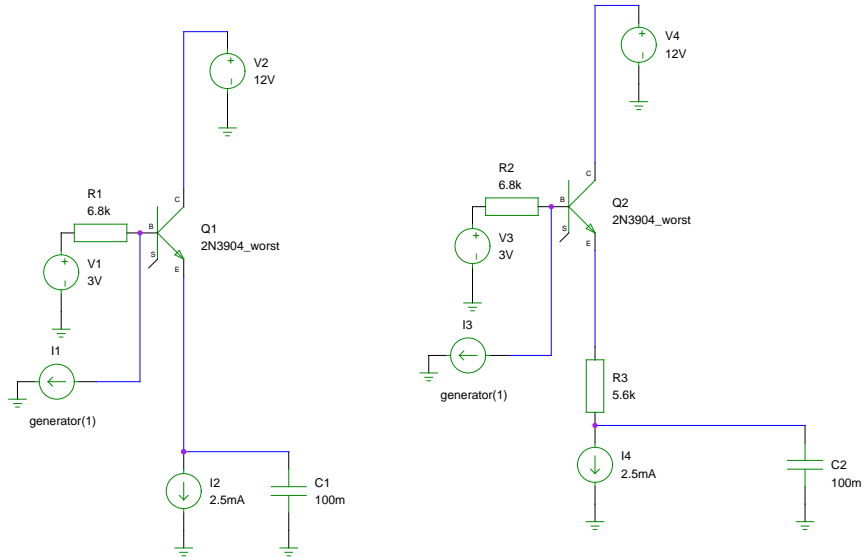 V2
12V
C
R1
6.8k
B
Q1
2N3904_worst
S
E
V1
3V
I1
generator(1)
I2
2.5mA
C1
100m
V4
12V
C
R2
6.8k
B
Q2
2N3904_worst
S
E
V3
3V
I3
generator(1)
R3
5.6k
I4
2.5mA
C2
100m